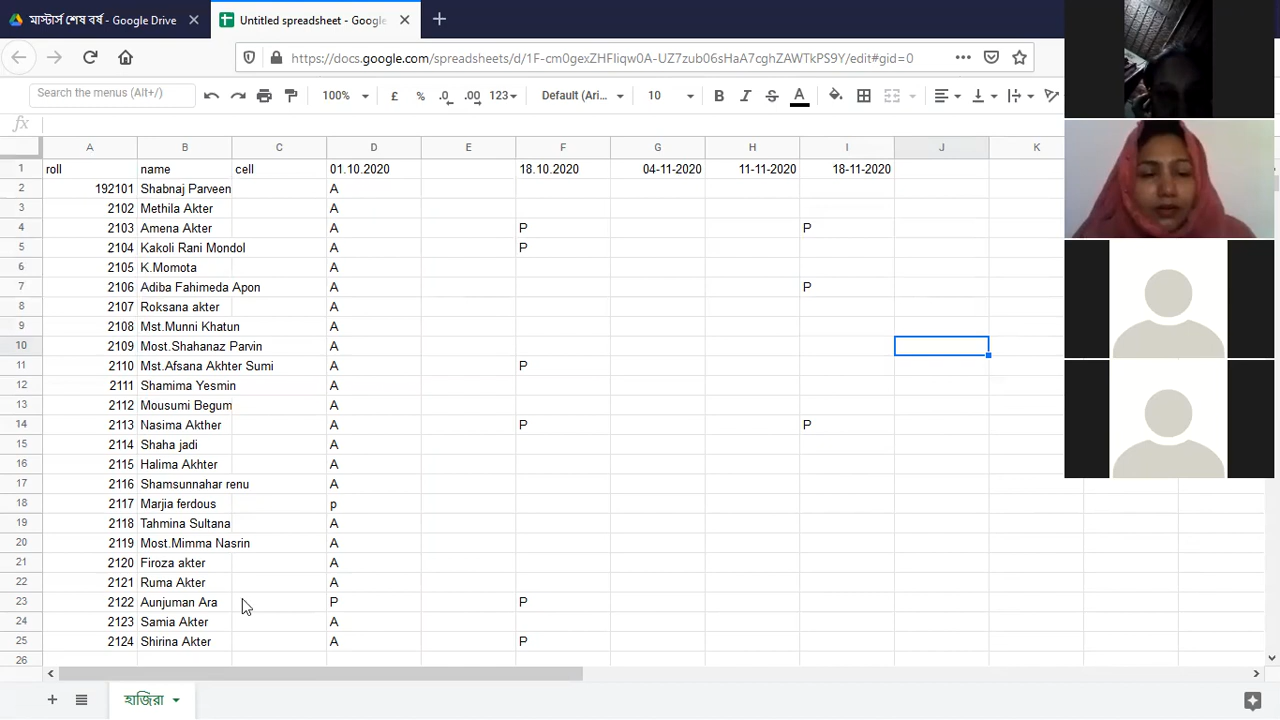 মাস্টার্স শেষ বর্ষ - Google Drive
Untitled spreadsheet - Google
https://docs.google.com/spreadsheets/d/1F-cm0gexZHFIiqw0A-UZ7zub06sHaA7cghZAWTkPS9Y/edit#gid=0
Search the menus (Alt+/) 100% £ % .0 .00 123 Default (Ari... 10 B I S A
fx
A B C D E F G H I J K
1 roll name cell 01.10.2020 18.10.2020 04-11-2020 11-11-2020 18-11-2020
2 192101 Shabnaj Parveen A
3 2102 Methila Akter A
4 2103 Amena Akter A P P
5 2104 Kakoli Rani Mondol A P
6 2105 K.Momota A
7 2106 Adiba Fahimeda Apon A P
8 2107 Roksana akter A
9 2108 Mst.Munni Khatun A
10 2109 Most.Shahanaz Parvin A
11 2110 Mst.Afsana Akhter Sumi A P
12 2111 Shamima Yesmin A
13 2112 Mousumi Begum A
14 2113 Nasima Akther A P P
15 2114 Shaha jadi A
16 2115 Halima Akhter A
17 2116 Shamsunnahar renu A
18 2117 Marjia ferdous p
19 2118 Tahmina Sultana A
20 2119 Most.Mimma Nasrin A
21 2120 Firoza akter A
22 2121 Ruma Akter A
23 2122 Aunjuman Ara P P
24 2123 Samia Akter A
25 2124 Shirina Akter A P
26
হাজিরা